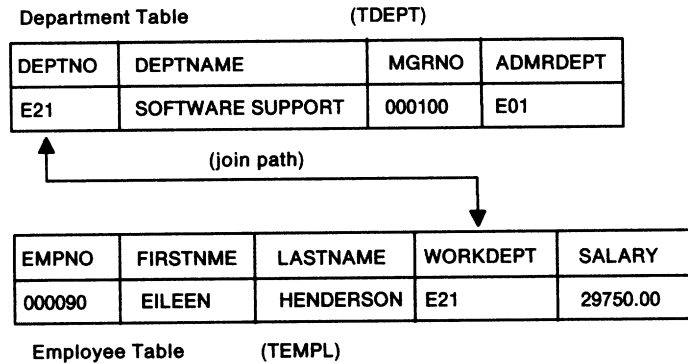 Department Table (TDEPT)
DEPTNO DEPTNAME MGRNO ADMRDEPT
E21 SOFTWARE SUPPORT 000100 E01
(join path)
EMPNO FIRSTNME LASTNAME WORKDEPT SALARY
000090 EILEEN HENDERSON E21 29750.00
Employee Table (TEMPL)